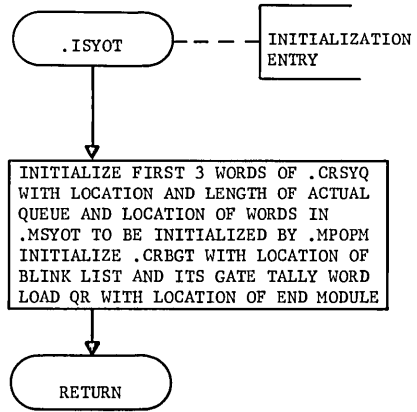 .ISYOT
INITIALIZATION
ENTRY
INITIALIZE FIRST 3 WORDS OF .CRSYQ
WITH LOCATION AND LENGTH OF ACTUAL
QUEUE AND LOCATION OF WORDS IN
.MSYOT TO BE INITIALIZED BY .MPOPM
INITIALIZE .CRBGT WITH LOCATION OF
BLINK LIST AND ITS GATE TALLY WORD
LOAD QR WITH LOCATION OF END MODULE
RETURN